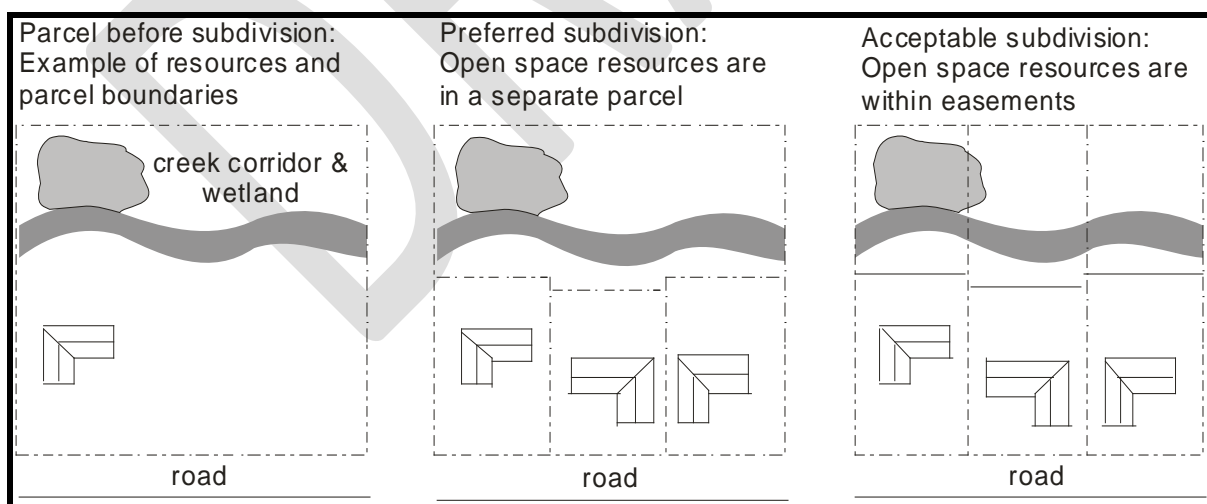 Parcel before subdivision:
Example of resources and
parcel boundaries
creek corridor &
wetland
road
Preferred subdivision:
Open space resources are
in a separate parcel
road
Acceptable subdivision:
Open space resources are
within easements
road